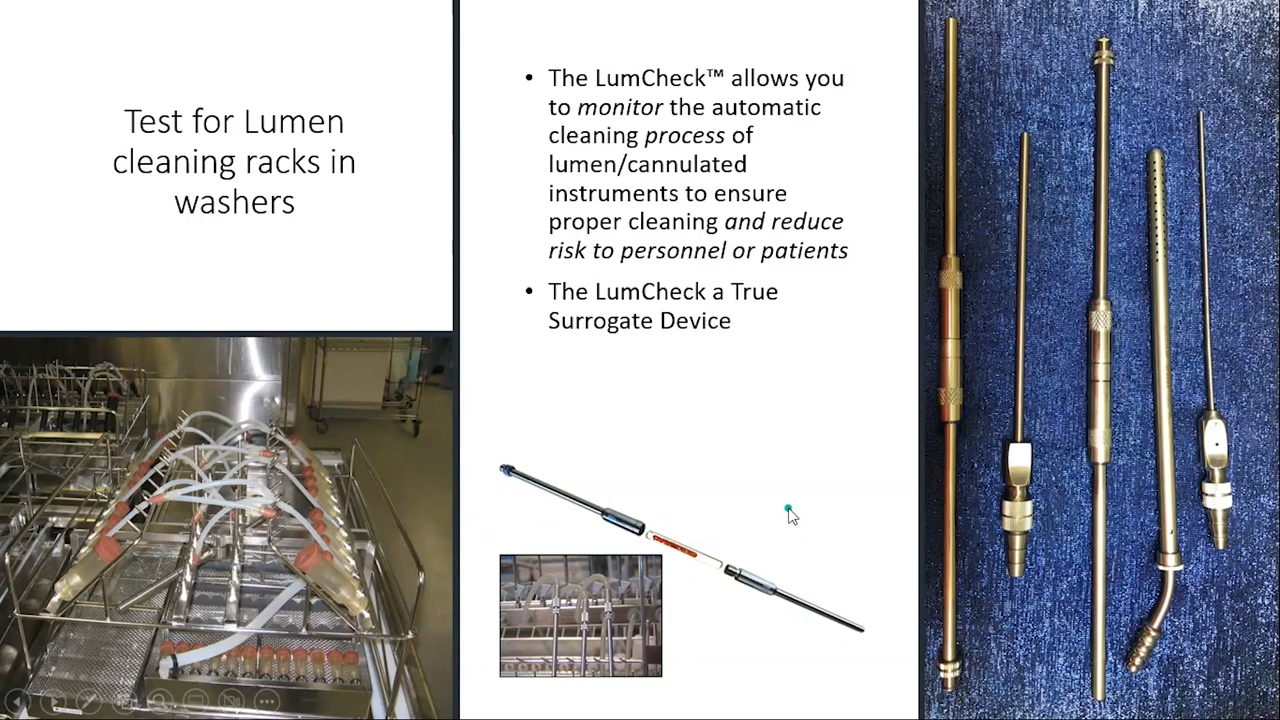 Test for Lumen
cleaning racks in
washers
• The LumCheck™ allows you
to monitor the automatic
cleaning process of
lumen/cannulated
instruments to ensure
proper cleaning and reduce
risk to personnel or patients
• The LumCheck a True
Surrogate Device